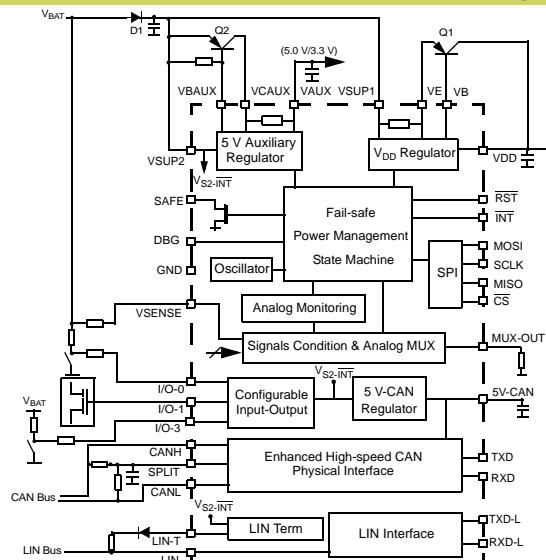 VBAT
D1
Q2
Q1
(5.0 V/3.3 V)
VBAUX
VCAUX
VAUX
VSUP1
VE
VB
5 V Auxiliary
Regulator
VDD Regulator
VSUP2
VDD
VS2-INT
SAFE
RST
Fail-safe
INT
Power Management
DBG
State Machine
MOSI
GND
Oscillator
SPI
SCLK
MISO
CS
Analog Monitoring
VSENSE
Signals Condition & Analog MUX
MUX-OUT
VS2-INT
I/O-0
Configurable
Input-Output
5 V-CAN
Regulator
5V-CAN
VBAT
I/O-1
I/O-3
CANH
Enhanced High-speed CAN
Physical Interface
TXD
SPLIT
RXD
CAN Bus
CANL
VS2-INT
LIN Term
LIN Interface
TXD-L
LIN-T
RXD-L
LIN Bus
LIN